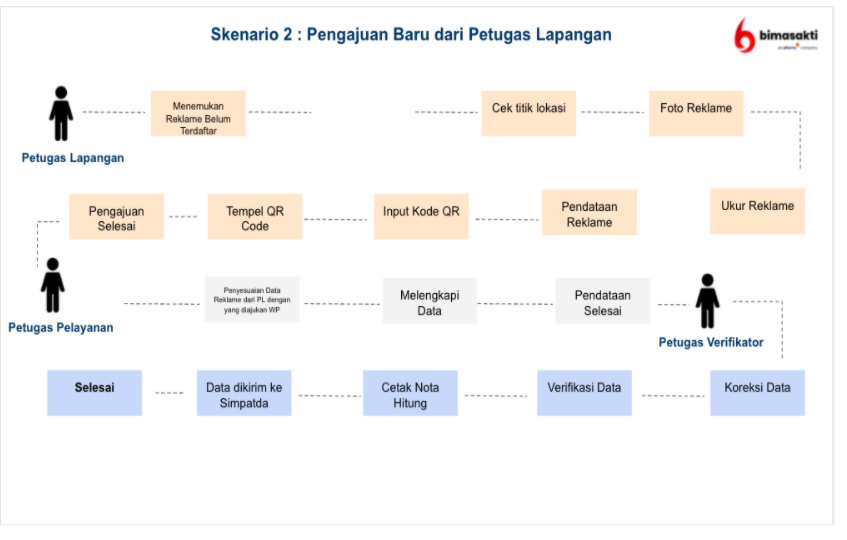 Skenario 2 : Pengajuan Baru dari Petugas Lapangan
bimasakti
Menemukan
Reklame Belum
Terdaftar
Cek titik lokasi
Foto Reklame
Petugas Lapangan
Pengajuan
Selesai
Tempel QR
Code
Input Kode QR
Pendataan
Reklame
Ukur Reklame
Petugas Pelayanan
Penyesuaian Data
Reklame dari PL dengan
yang diajukan WP
Melengkapi
Data
Pendataan
Selesai
Petugas Verifikator
Selesai
Data dikirim ke
Simpatda
Cetak Nota
Hitung
Verifikasi Data
Koreksi Data